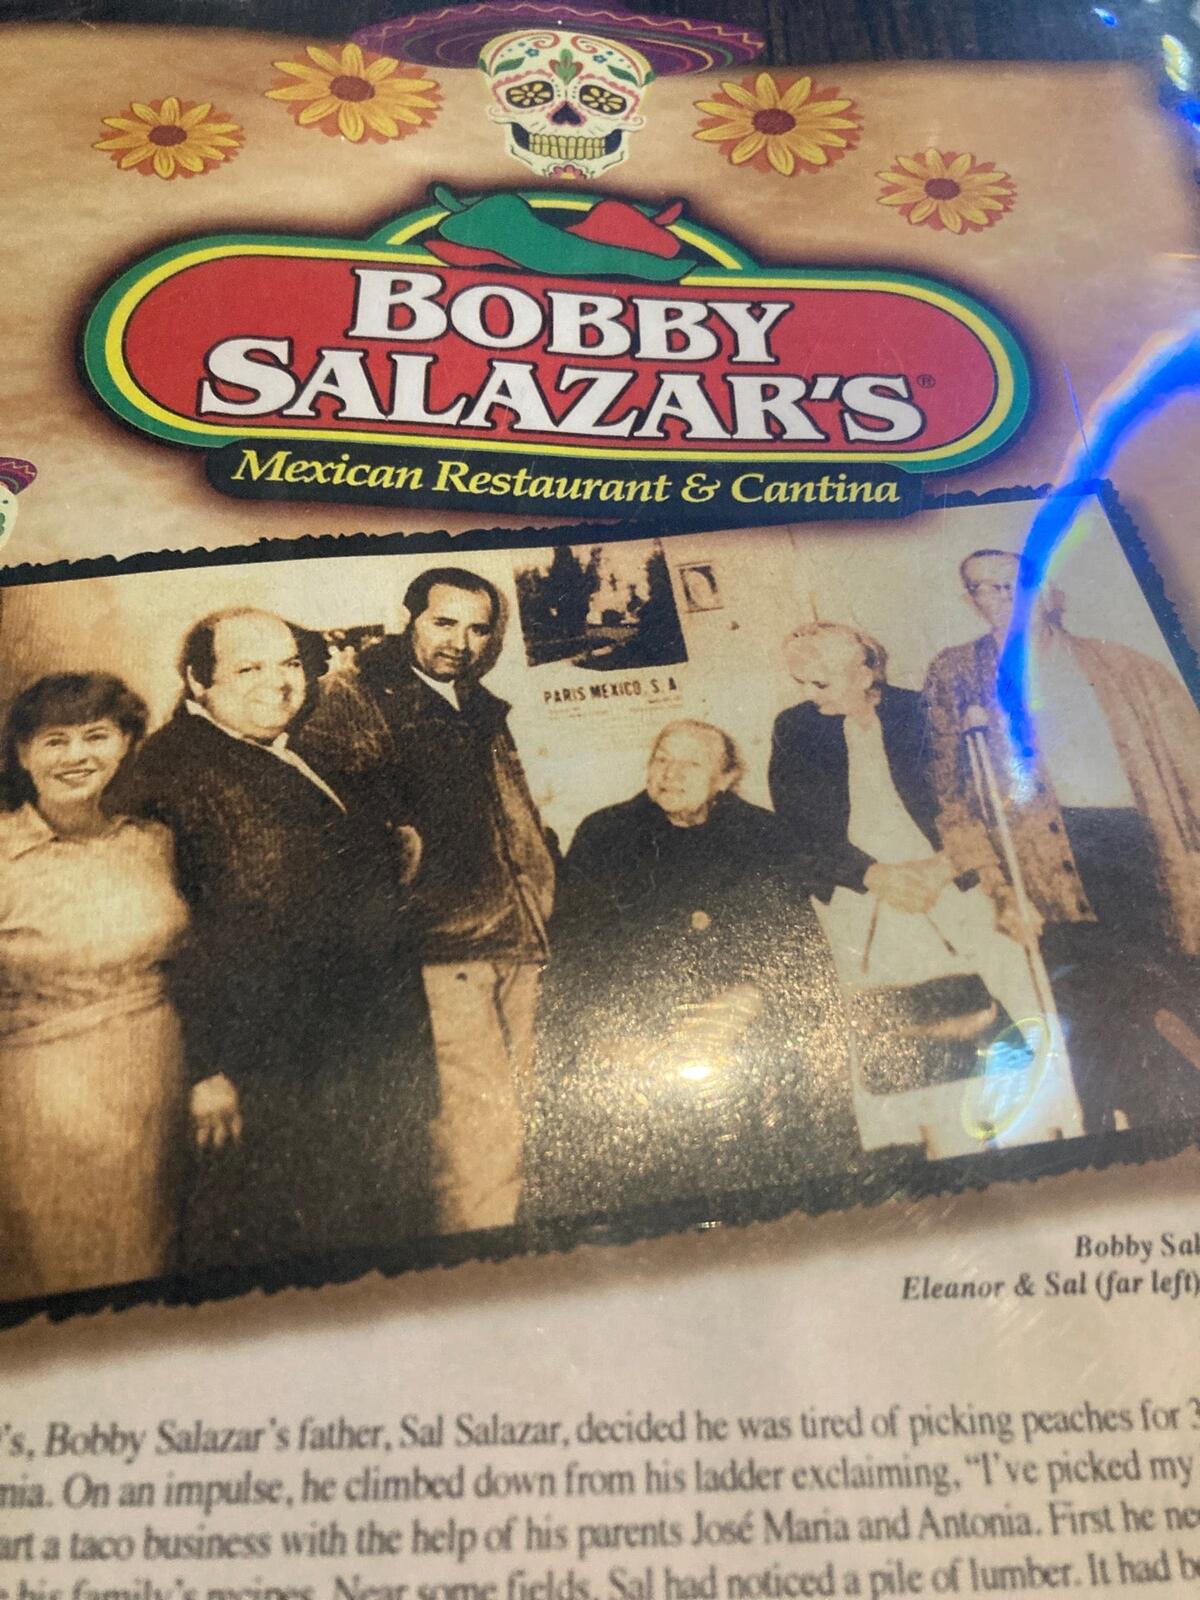 BOBBY
SALAZAR'S®
Mexican Restaurant & Cantina
PARIS MEXICO, S. A
Bobby Sal
Eleanor & Sal (far left)
's, Bobby Salazar's father, Sal Salazar, decided he was tired of picking peaches for
nia. On an impulse, he climbed down from his ladder exclaiming, "I've picked my
art a taco business with the help of his parents José Maria and Antonia. First he ne
his family's recipes. Near some fields, Sal had noticed a pile of lumber. It had b